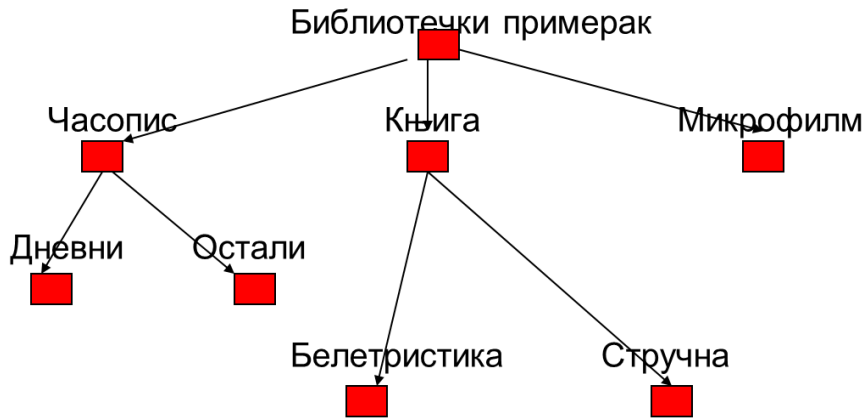 Библиотечки примерак
Часопис
Књига
Микрофилм
Дневни
Остали
Белетристика
Стручна